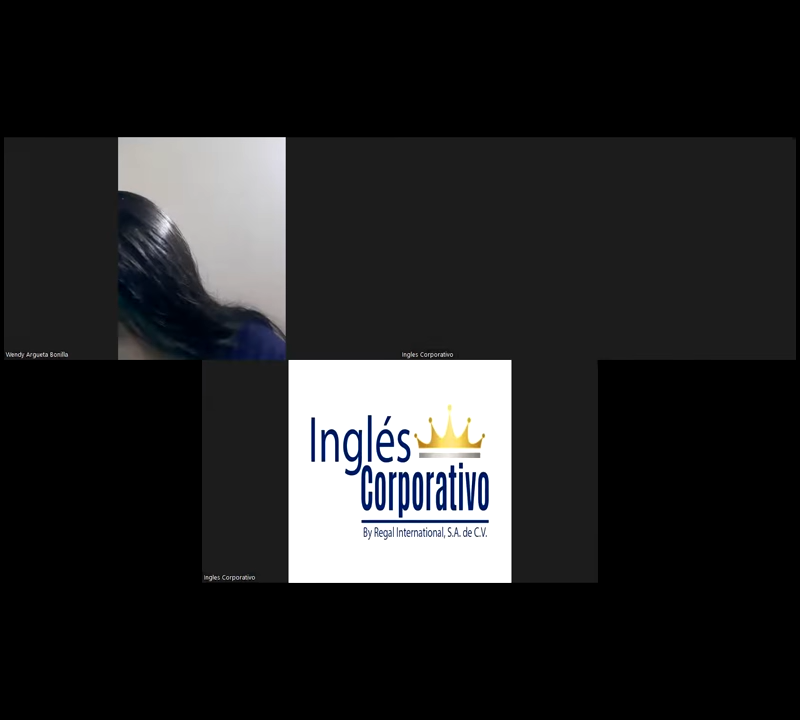 Wendy Argueta Bonilla
Ingles Corporativo
Inglés
Corporativo
By Regal International, S.A. de C.V.
Ingles Corporativo